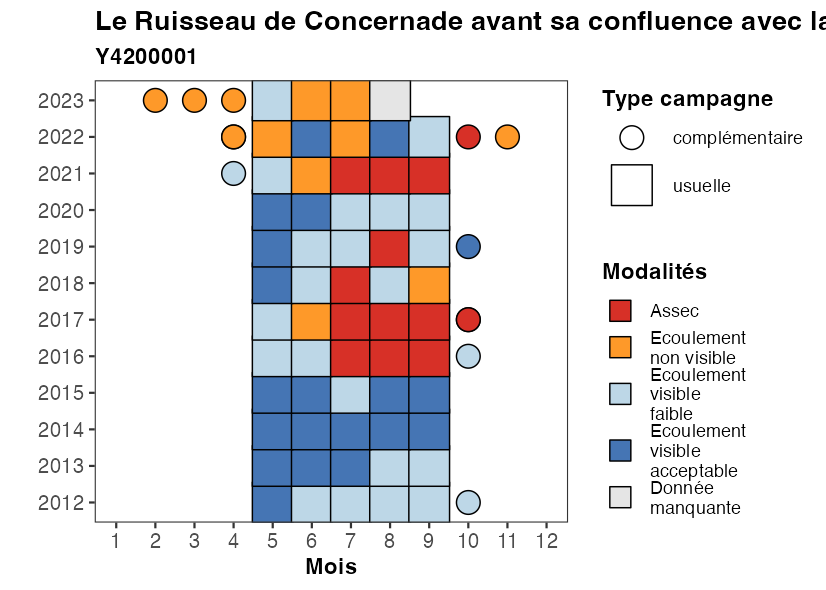 Le Ruisseau de Concernade avant sa confluence avec la
Y4200001
2023
2022
2021
2020
2019
2018
2017
2016
2015
2014
2013
2012
1 2 3 4 5 6 7 8 9 10 11 12
Mois
Type campagne
complémentaire
usuelle
Modalités
Assec
Ecoulement
non visible
Ecoulement
visible
faible
Ecoulement
visible
acceptable
Donnée
manquante